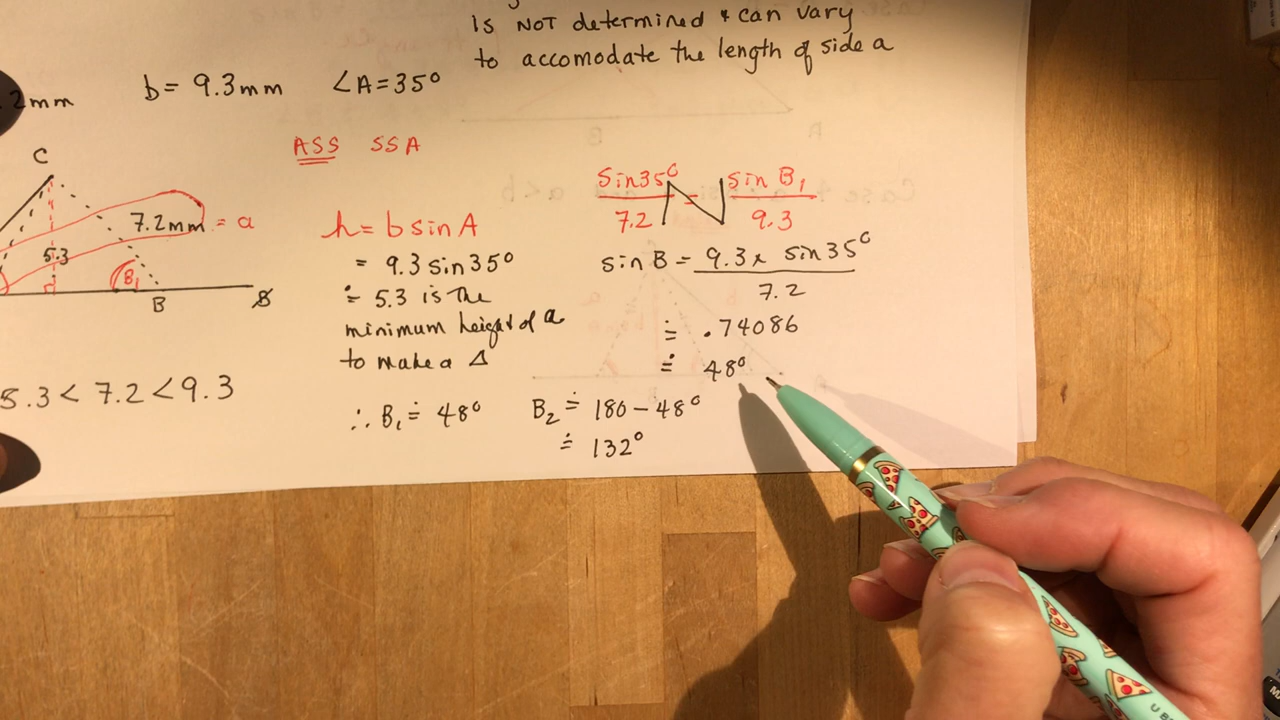 is NOT determined & can vary
to accomodate the length of side a
2mm b = 9.3mm ∠A = 35°
ASS SSA
C
7.2mm = a
5.3
B₁
B B
5.3 < 7.2 < 9.3
h = b sin A
= 9.3 sin 35°
≐ 5.3 is the
minimum height of a
to make a Δ
∴ B₁ ≐ 48°
sin35° = sin B₁
7.2 9.3
sin B = 9.3 x sin 35°
7.2
≐ .74086
≐ 48°
B₂ ≐ 180 - 48°
≐ 132°